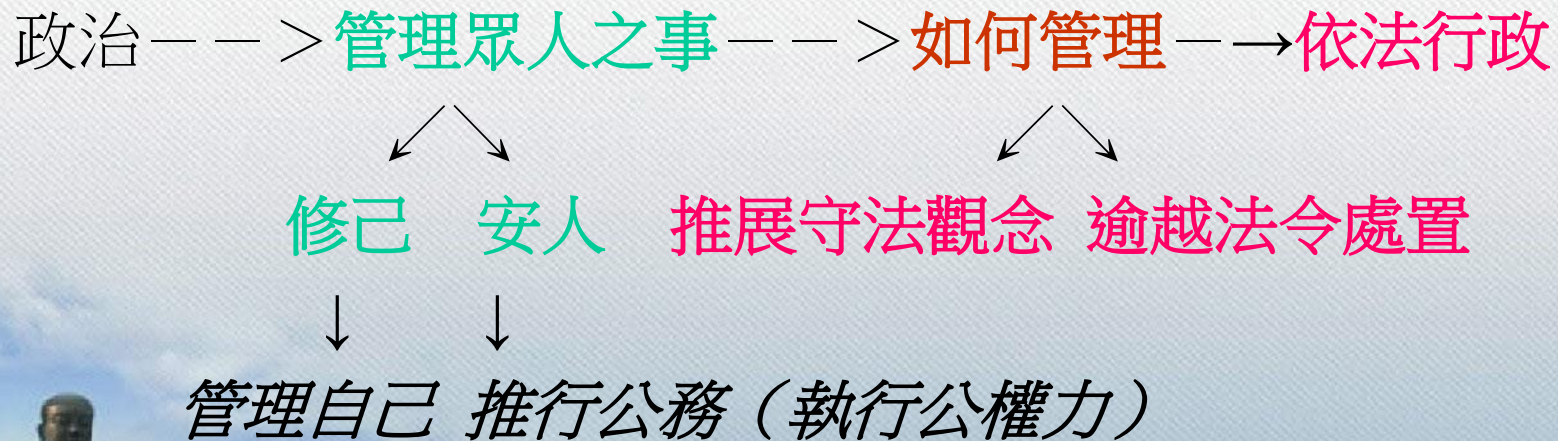 政治－－＞管理眾人之事－－＞如何管理－→依法行政
↙↘ ↙↘
修己 安人 推展守法觀念 逾越法令處置
↓ ↓
管理自己 推行公務（執行公權力）